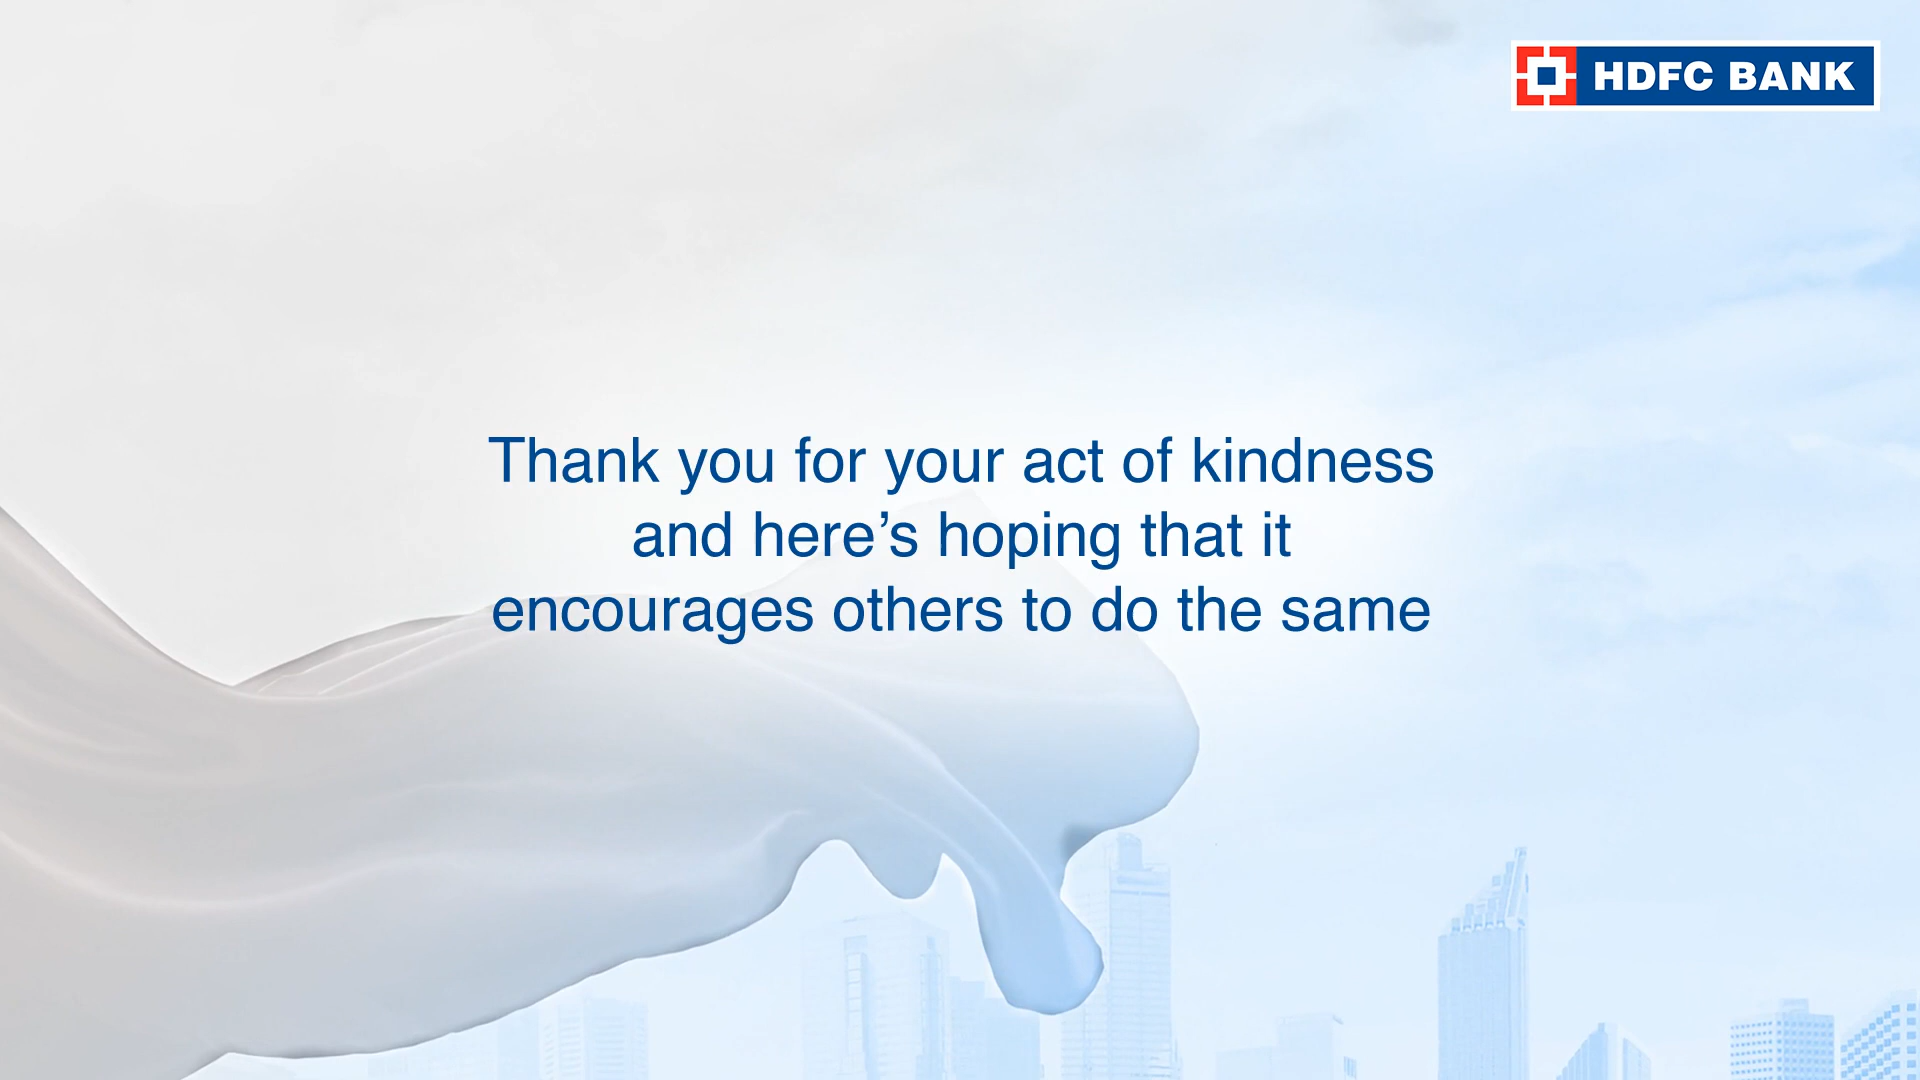 HDFC BANK
Thank you for your act of kindness
and here’s hoping that it
encourages others to do the same